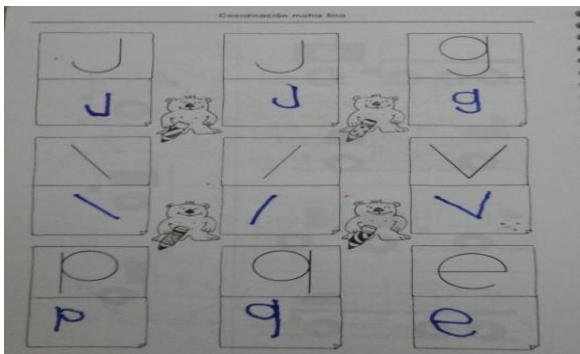 Coordinación motriz fina
J J g
J J g
\ / V
\ / V
p q e
p q e